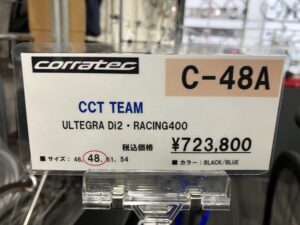 corratec
C-48A
CCT TEAM
ULTEGRA Di2・RACING400
税込価格 ¥723,800
■サイズ：46, 48, 51, 54 ■カラー：BLACK/BLUE